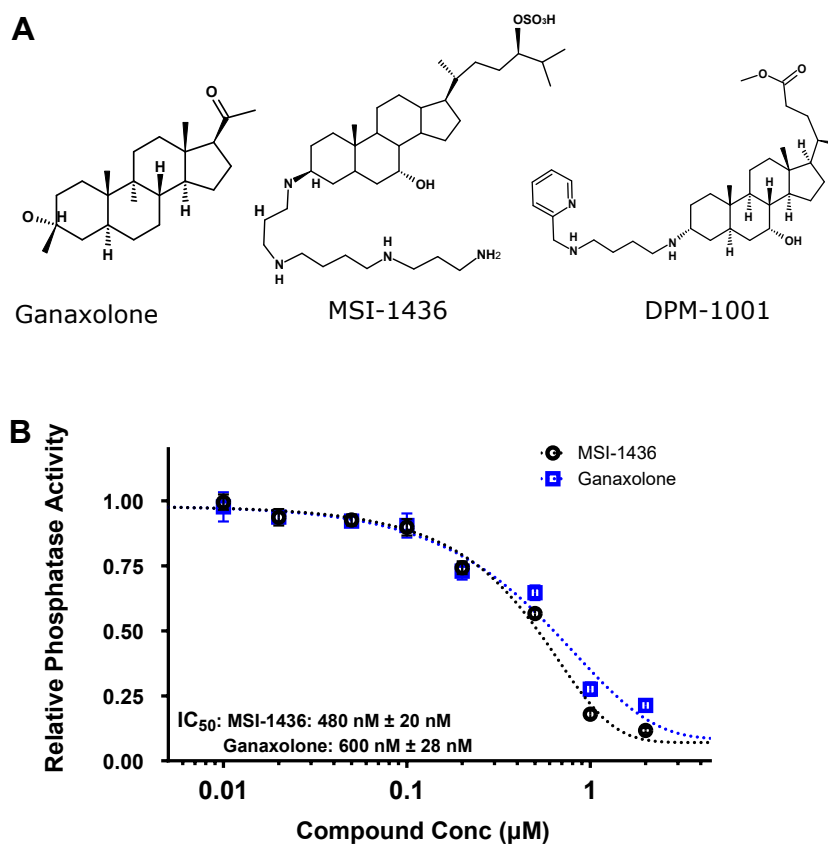 A
O
H
H
H
H
O
Ganaxolone
OSO₃H
OH
N
H
N
H
H
N
NH₂
MSI-1436
O
O
N
N
H
H
N
H
H
H
H
H
OH
DPM-1001
B
MSI-1436
Ganaxolone
Relative Phosphatase Activity
1.00
0.75
0.50
0.25
0.00
IC₅₀: MSI-1436: 480 nM ± 20 nM
Ganaxolone: 600 nM ± 28 nM
0.01 0.1 1
Compound Conc (µM)